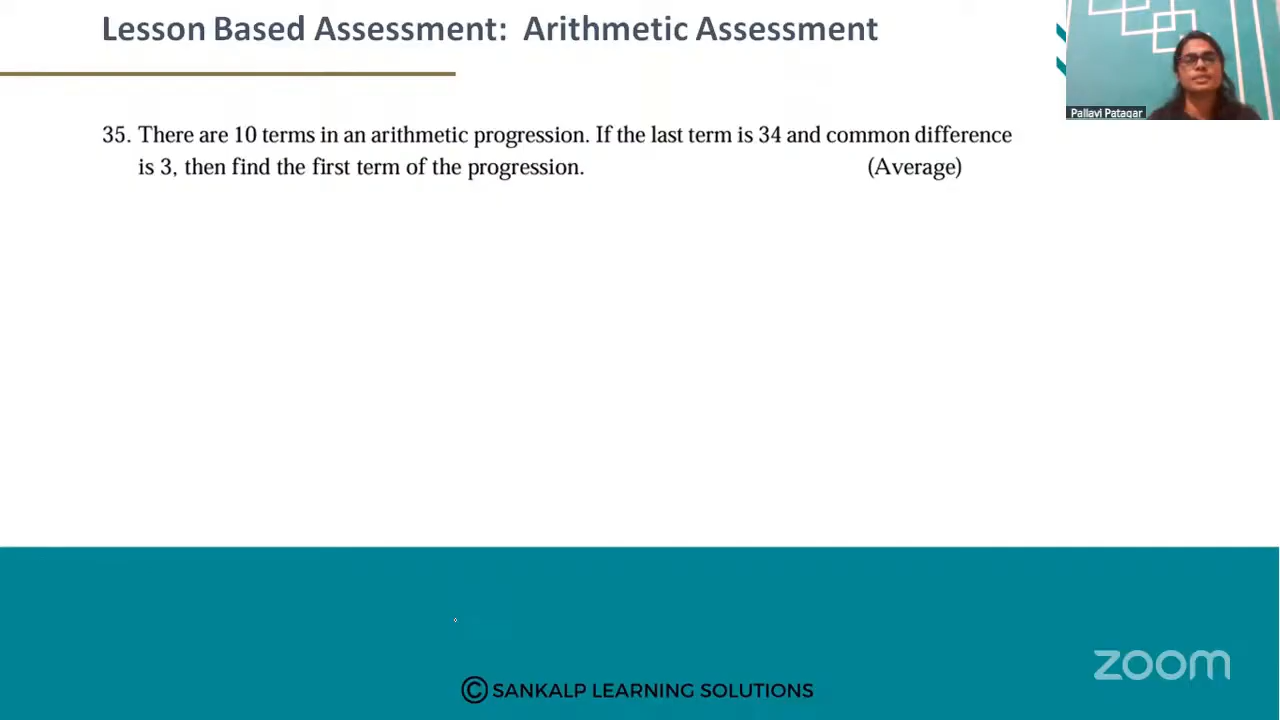 Lesson Based Assessment: Arithmetic Assessment
Pallavi Patagar
35. There are 10 terms in an arithmetic progression. If the last term is 34 and common difference
is 3, then find the first term of the progression. (Average)
zoom
© SANKALP LEARNING SOLUTIONS